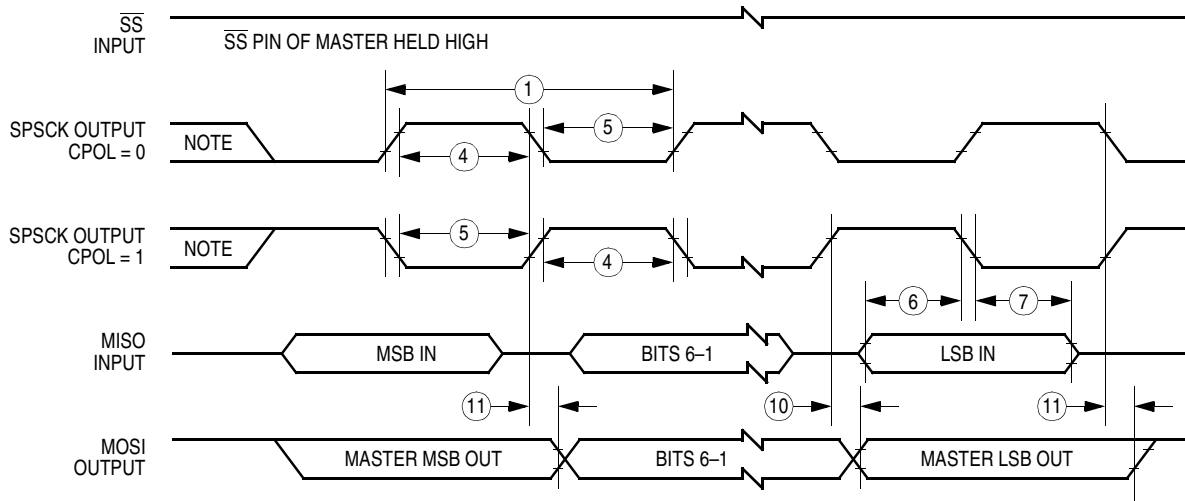 SS
INPUT
SS PIN OF MASTER HELD HIGH
1
SPSCK OUTPUT
CPOL = 0
NOTE
5
4
SPSCK OUTPUT
CPOL = 1
NOTE
5
4
6
7
MISO
INPUT
MSB IN
BITS 6–1
LSB IN
11
10
11
MOSI
OUTPUT
MASTER MSB OUT
BITS 6–1
MASTER LSB OUT